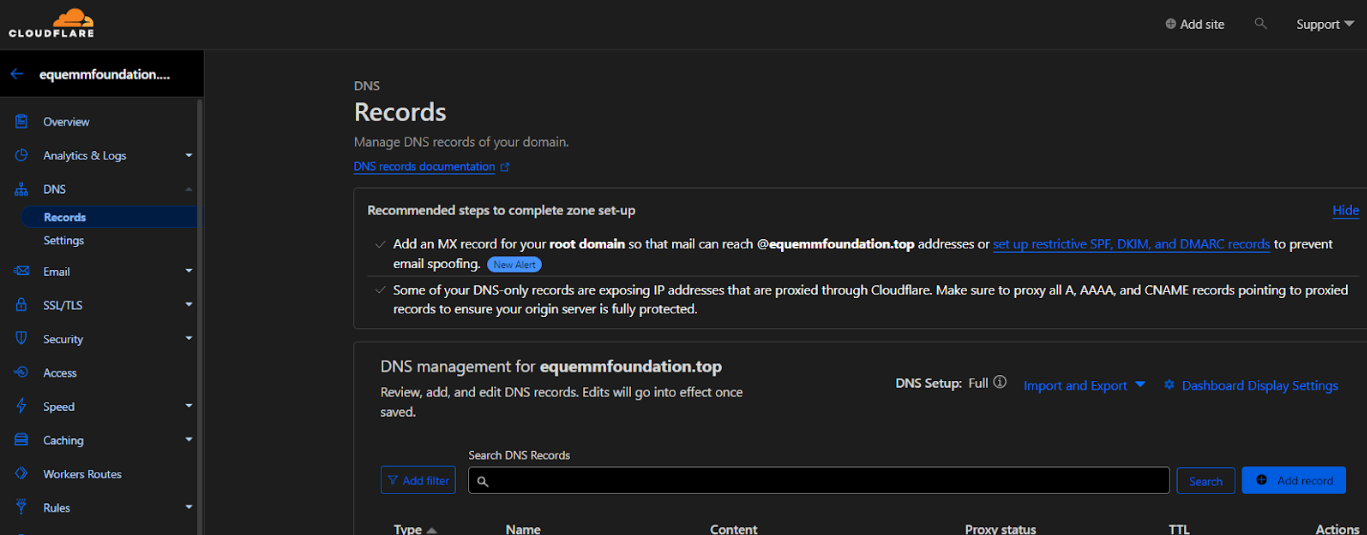 CLOUDFLARE
Add site
Support
equemmfoundation....
Overview
Analytics & Logs
DNS
Records
Settings
Email
SSL/TLS
Security
Access
Speed
Caching
Workers Routes
Rules
DNS
Records
Manage DNS records of your domain.
DNS records documentation
Recommended steps to complete zone set-up
Hide
Add an MX record for your root domain so that mail can reach @equemmfoundation.top addresses or set up restrictive SPF, DKIM, and DMARC records to prevent
email spoofing. New Alert
Some of your DNS-only records are exposing IP addresses that are proxied through Cloudflare. Make sure to proxy all A, AAAA, and CNAME records pointing to proxied
records to ensure your origin server is fully protected.
DNS management for equemmfoundation.top
Review, add, and edit DNS records. Edits will go into effect once
saved.
DNS Setup: Full
Import and Export
Dashboard Display Settings
Search DNS Records
Add filter
Search
Add record
Type Name Content Proxy status TTL Actions